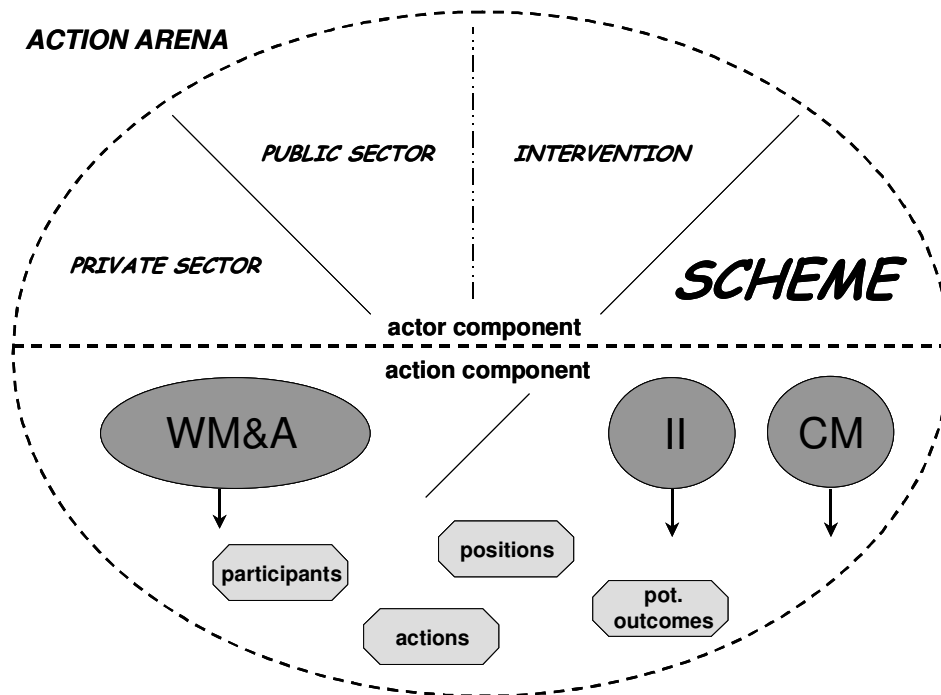 ACTION ARENA
PUBLIC SECTOR
INTERVENTION
PRIVATE SECTOR
SCHEME
actor component
action component
WM&A
II
CM
positions
participants
pot.
outcomes
actions